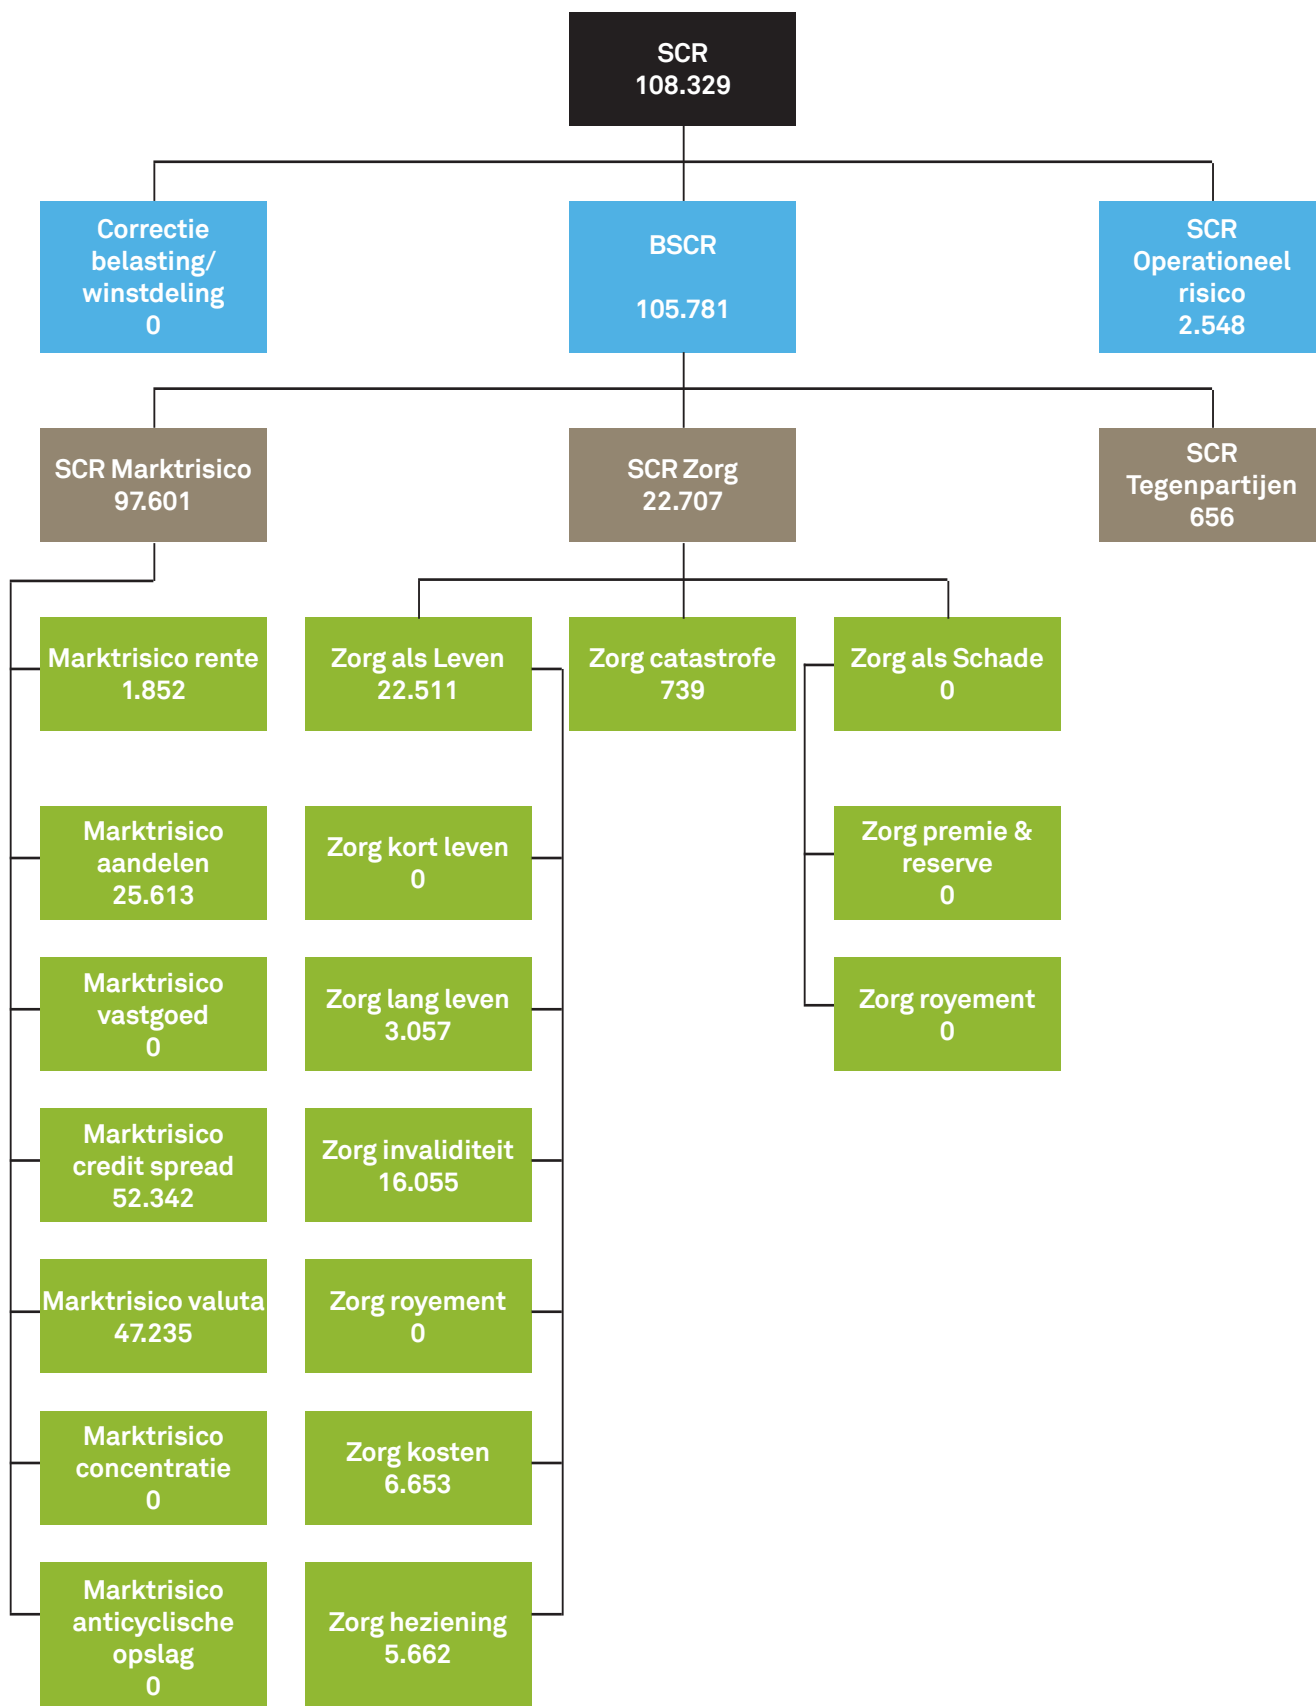 SCR
108.329
Correctie
belasting/
winstdeling
0
BSCR
105.781
SCR
Operationeel
risico
2.548
SCR Marktrisico
97.601
SCR Zorg
22.707
SCR
Tegenpartijen
656
Marktrisico rente
1.852
Zorg als Leven
22.511
Zorg catastrofe
739
Zorg als Schade
0
Marktrisico
aandelen
25.613
Zorg kort leven
0
Zorg premie &
reserve
0
Marktrisico
vastgoed
0
Zorg lang leven
3.057
Zorg royement
0
Marktrisico
credit spread
52.342
Zorg invaliditeit
16.055
Marktrisico valuta
47.235
Zorg royement
0
Marktrisico
concentratie
0
Zorg kosten
6.653
Marktrisico
anticyclische
opslag
0
Zorg heziening
5.662